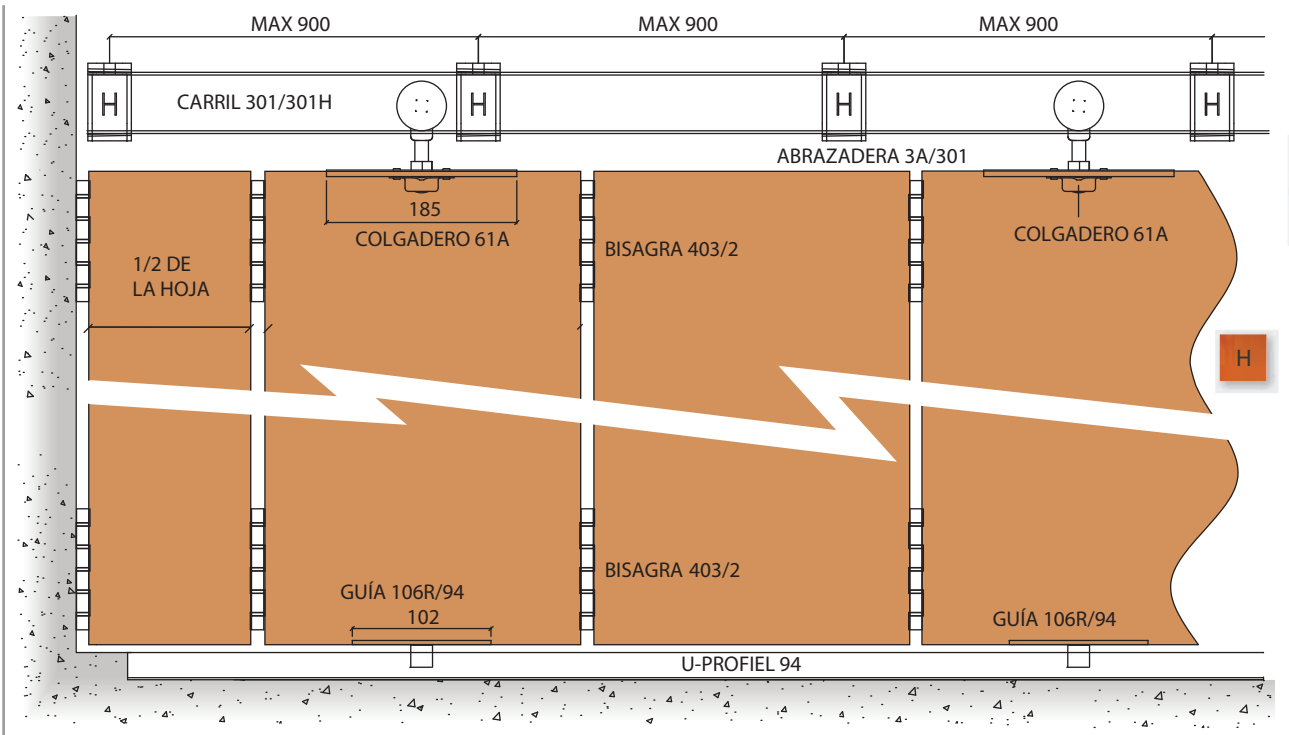 MAX 900
MAX 900
MAX 900
H
CARRIL 301/301H
H
H
H
ABRAZADERA 3A/301
185
COLGADERO 61A
BISAGRA 403/2
COLGADERO 61A
1/2 DE
LA HOJA
H
BISAGRA 403/2
GUÍA 106R/94
102
GUÍA 106R/94
U-PROFIEL 94